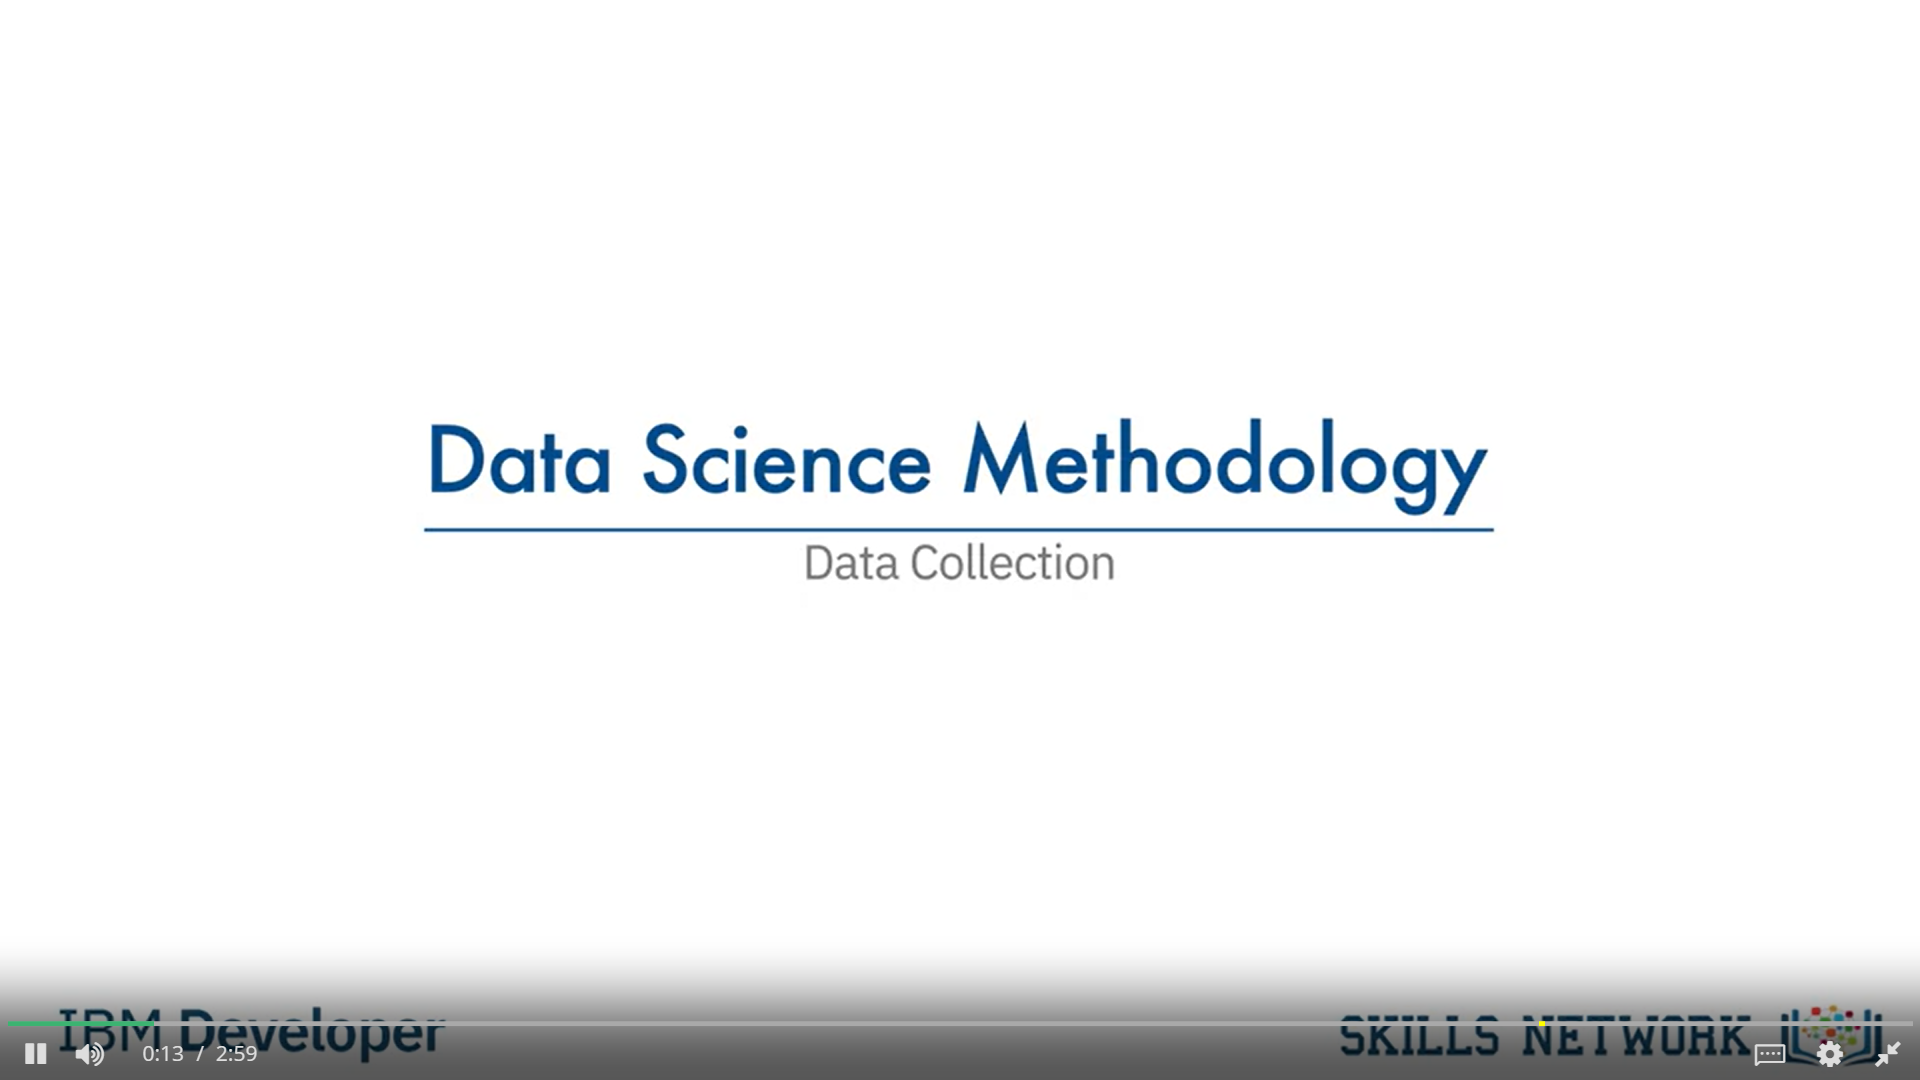 Data Science Methodology
Data Collection
IBM Developer
SKILLS NETWORK
0:13 / 2:59